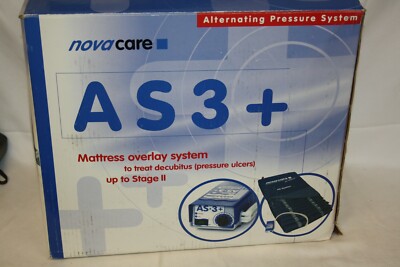 Alternating Pressure System
novacare
AS3+
Mattress overlay system
to treat decubitus (pressure ulcers)
up to Stage II
AS3+